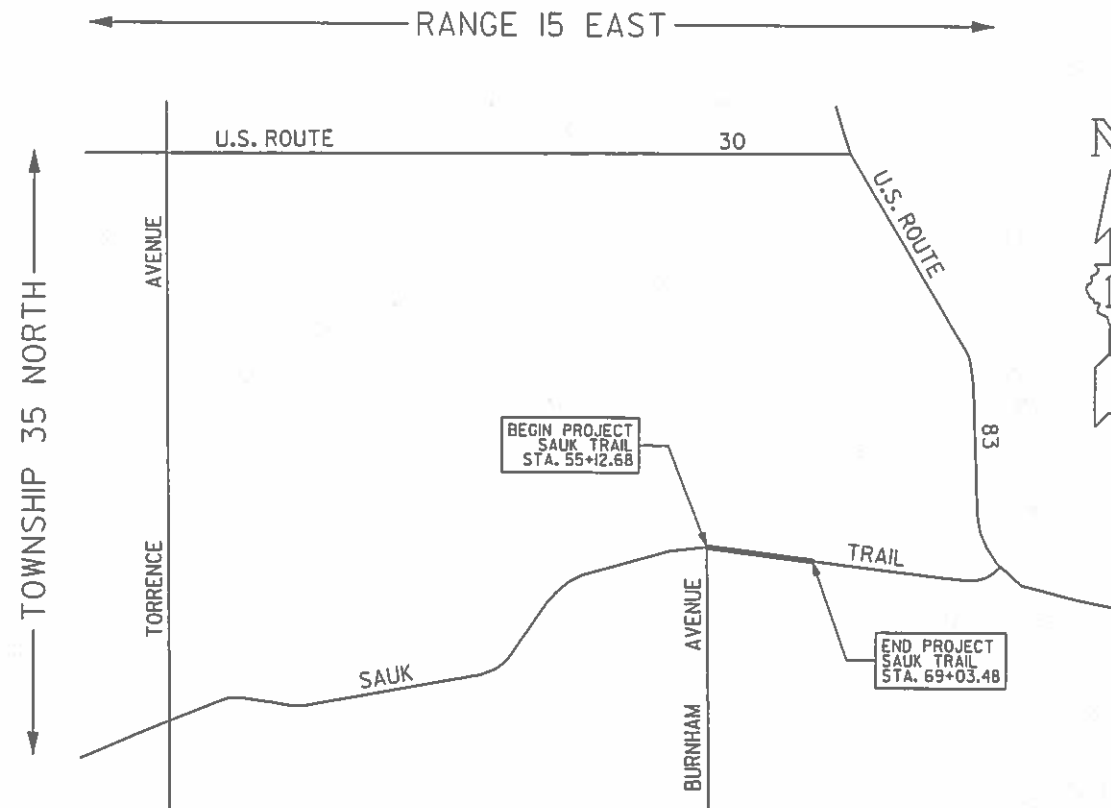 RANGE 15 EAST
TOWNSHIP 35 NORTH
U.S. ROUTE 30
N
AVENUE
U.S. ROUTE
83
BEGIN PROJECT
SAUK TRAIL
STA. 55+12.68
TRAIL
TORRENCE
AVENUE
END PROJECT
SAUK TRAIL
STA. 69+03.48
SAUK
BURNHAM